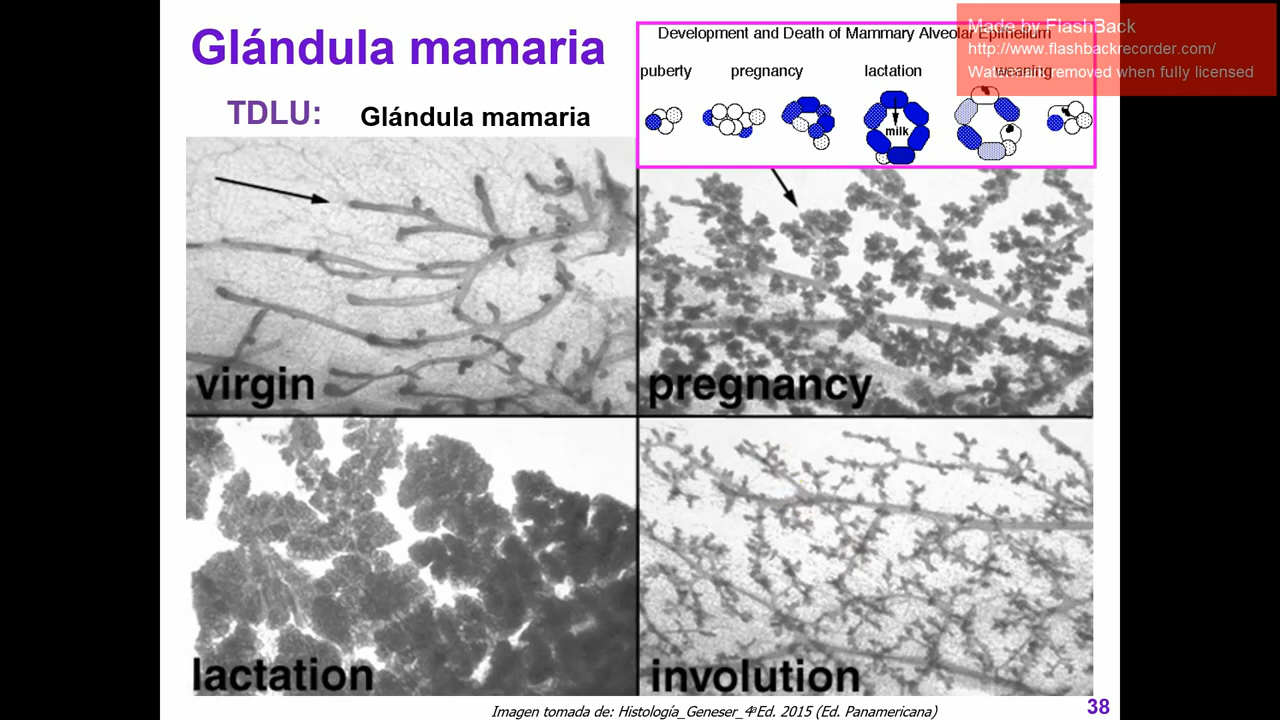 Glándula mamaria
TDLU: Glándula mamaria
Development and Death of Mammary Alveolar Epithelium
puberty pregnancy lactation weaning
milk
Made by FlashBack
http://www.flashbackrecorder.com/
Watermark removed when fully licensed
virgin
pregnancy
lactation
involution
Imagen tomada de: Histología_Geneser_4ªEd. 2015 (Ed. Panamericana)
38